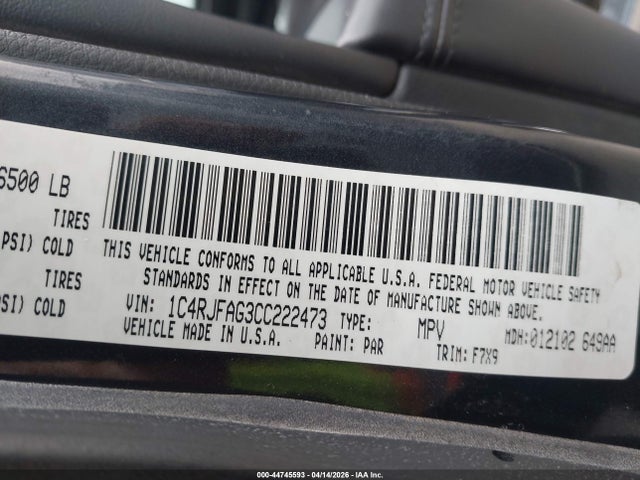 6500 LB
TIRES
PSI) COLD
TIRES
PSI) COLD
THIS VEHICLE CONFORMS TO ALL APPLICABLE U.S.A. FEDERAL MOTOR VEHICLE SAFETY
STANDARDS IN EFFECT ON THE DATE OF MANUFACTURE SHOWN ABOVE.
VIN: 1C4RJFAG3CC222473 TYPE: MPV MDH:012102 649AA
VEHICLE MADE IN U.S.A. PAINT: PAR TRIM: F7X9
000-44745593 - 04/14/2026 - IAA Inc.